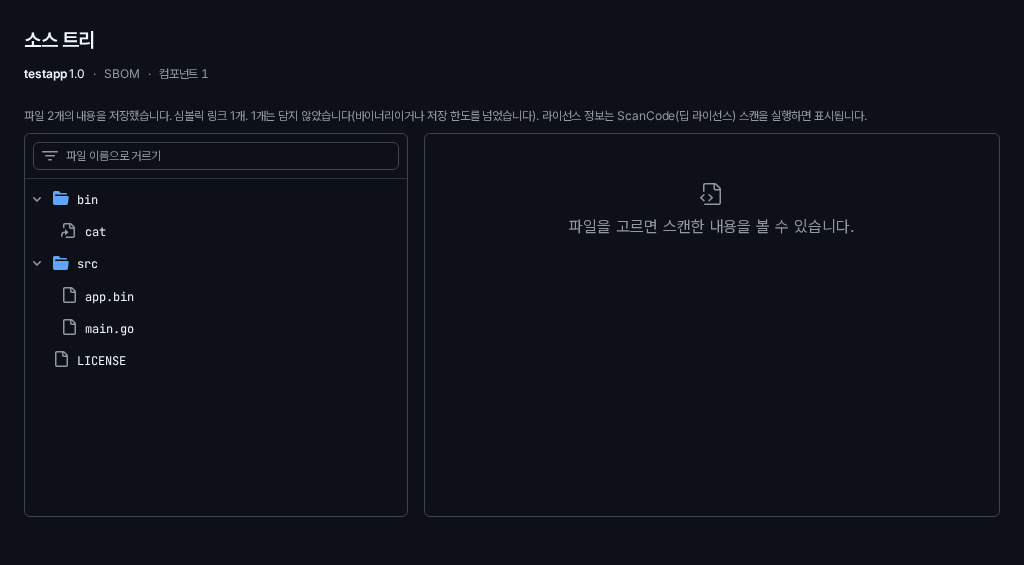 소스 트리
testapp 1.0 · SBOM · 컴포넌트 1
파일 2개의 내용을 저장했습니다. 심볼릭 링크 1개. 1개는 담지 않았습니다(바이너리이거나 저장 한도를 넘었습니다). 라이선스 정보는 ScanCode(딥 라이선스) 스캔을 실행하면 표시됩니다.
파일 이름으로 거르기
bin
cat
src
app.bin
main.go
LICENSE
파일을 고르면 스캔한 내용을 볼 수 있습니다.